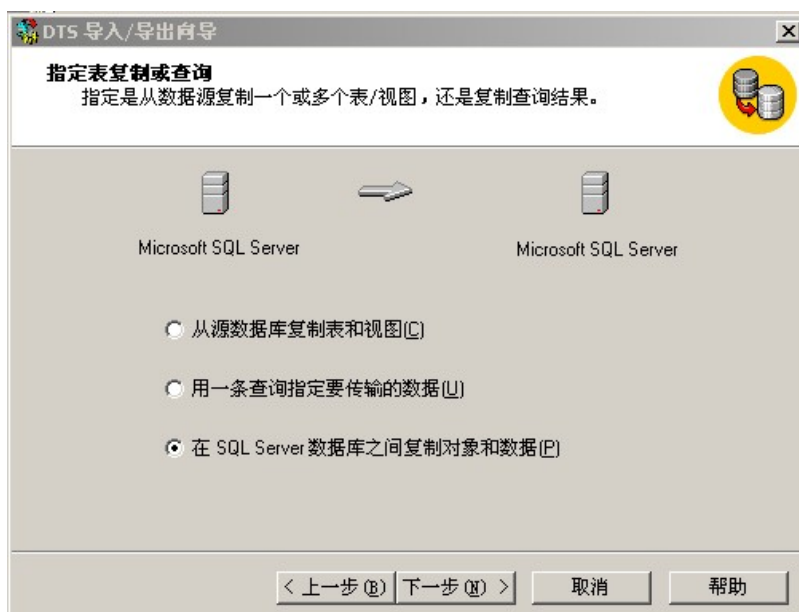 DTS 导入/导出向导
指定表复制或查询
指定是从数据源复制一个或多个表/视图，还是复制查询结果。
Microsoft SQL Server
Microsoft SQL Server
从源数据库复制表和视图(C)
用一条查询指定要传输的数据(U)
在 SQL Server 数据库之间复制对象和数据(P)
< 上一步(B) 下一步(N) > 取消 帮助